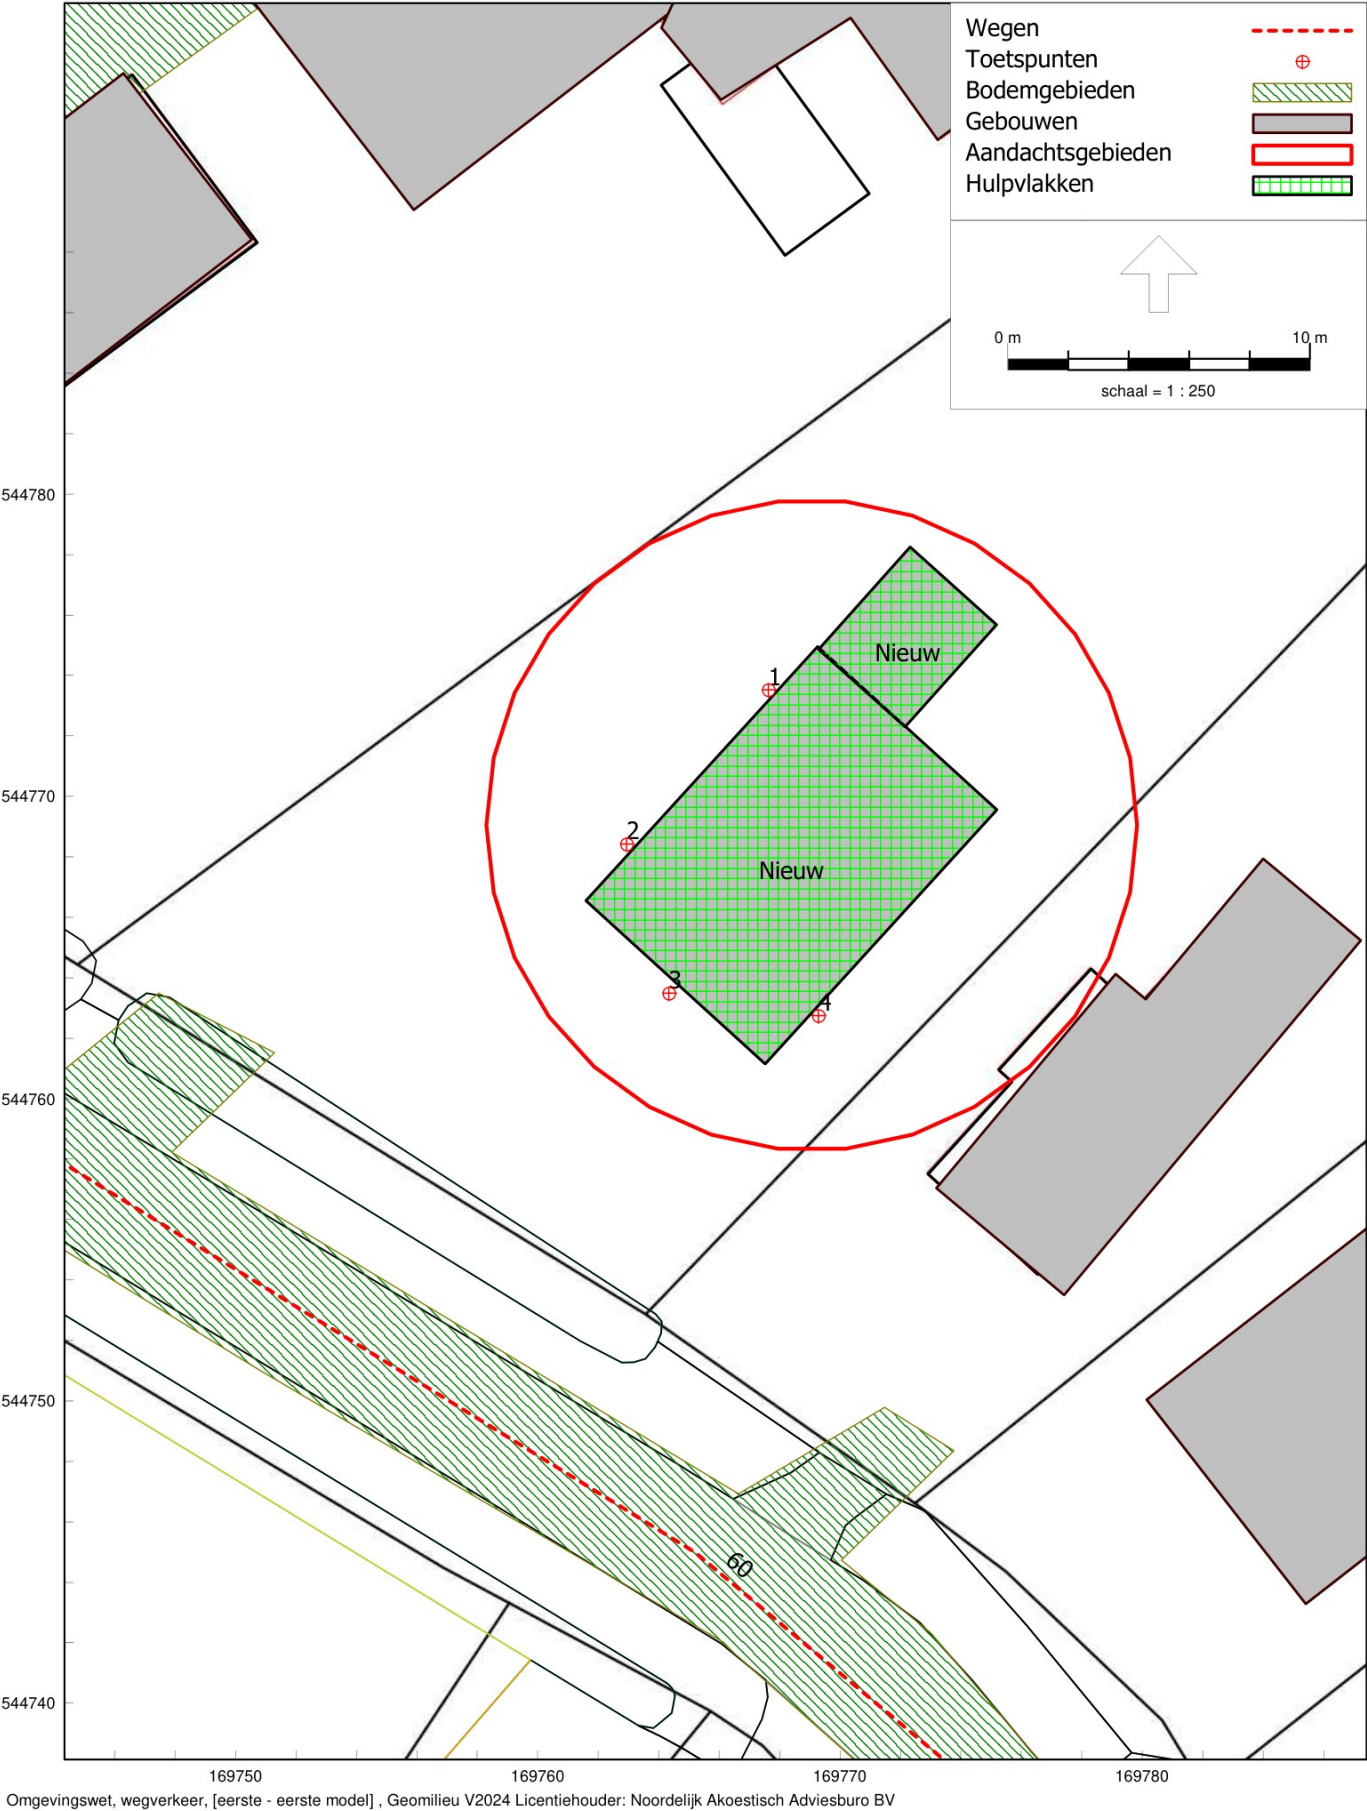 Wegen
Toetspunten
Bodemgebieden
Gebouwen
Aandachtsgebieden
Hulpvlakken
0 m 10 m
schaal = 1 : 250
544780
Nieuw
1
544770
2
Nieuw
3
4
544760
544750
60
544740
169750 169760 169770 169780
Omgevingswet, wegverkeer, [eerste - eerste model] , Geomilieu V2024 Licentiehouder: Noordelijk Akoestisch Adviesburo BV